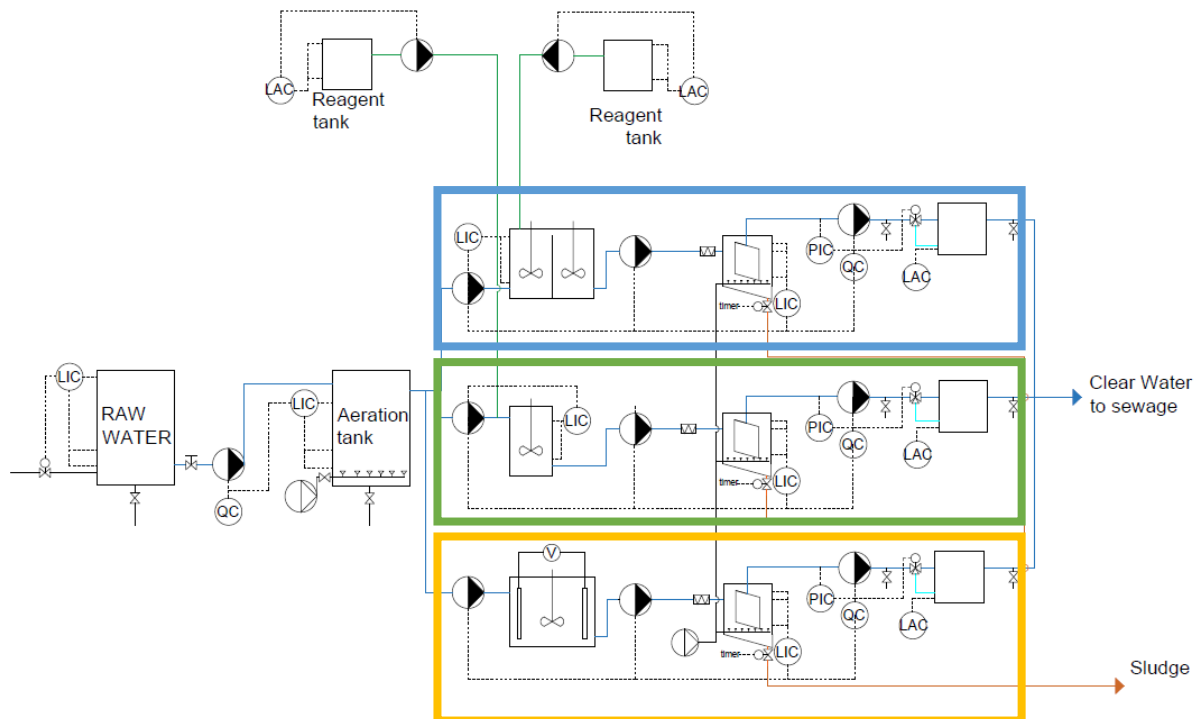 LAC
Reagent
tank
LAC
Reagent
tank
LIC
PIC
QC
LAC
timer
LIC
LIC
RAW
WATER
QC
LIC
Aeration
tank
LIC
PIC
QC
LAC
timer
LIC
Clear Water
to sewage
V
PIC
QC
LAC
timer
LIC
Sludge